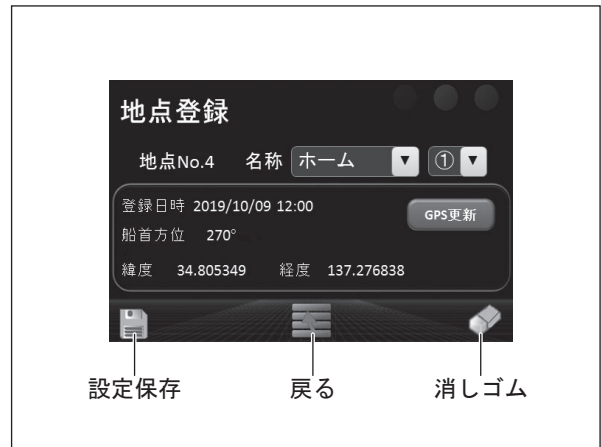 地点登録
地点No.4 名称 ホーム ▼ ① ▼
登録日時 2019/10/09 12:00
GPS更新
船首方位 270°
緯度 34.805349 経度 137.276838
設定保存 戻る 消しゴム